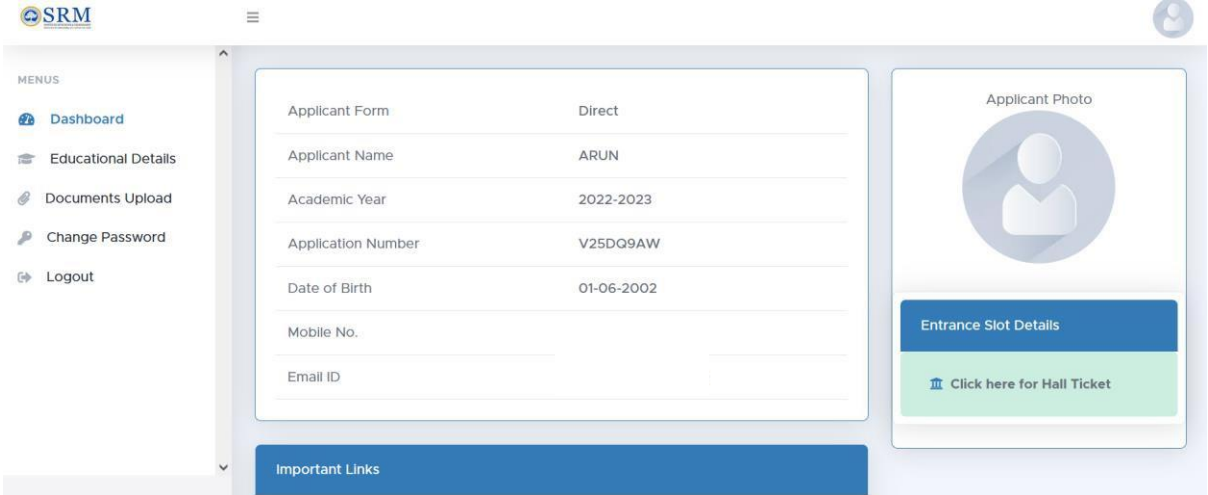 SRM
MENUS
Dashboard
Educational Details
Documents Upload
Change Password
Logout
Applicant Form Direct
Applicant Name ARUN
Academic Year 2022-2023
Application Number V25DQ9AW
Date of Birth 01-06-2002
Mobile No.
Email ID
Important Links
Applicant Photo
Entrance Slot Details
Click here for Hall Ticket